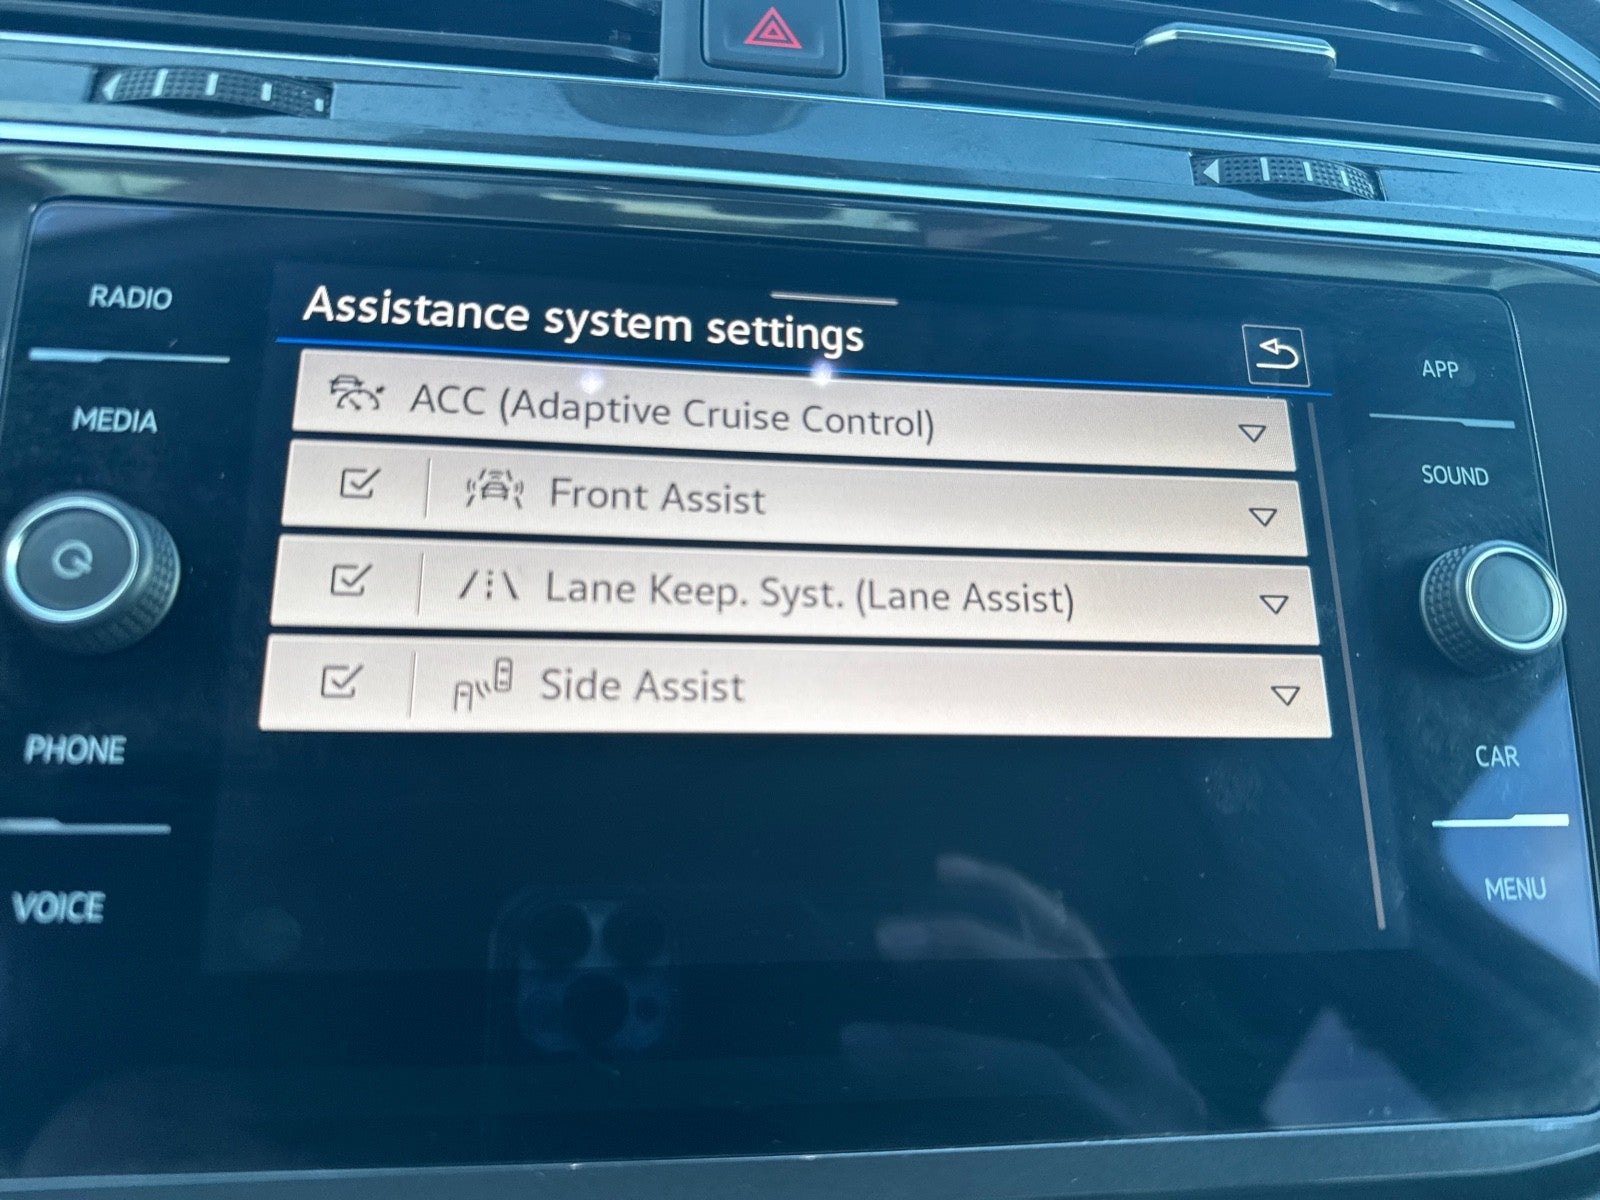 Assistance system settings
ACC (Adaptive Cruise Control)
Front Assist
Lane Keep. Syst. (Lane Assist)
Side Assist
RADIO
MEDIA
PHONE
VOICE
APP
SOUND
CAR
MENU